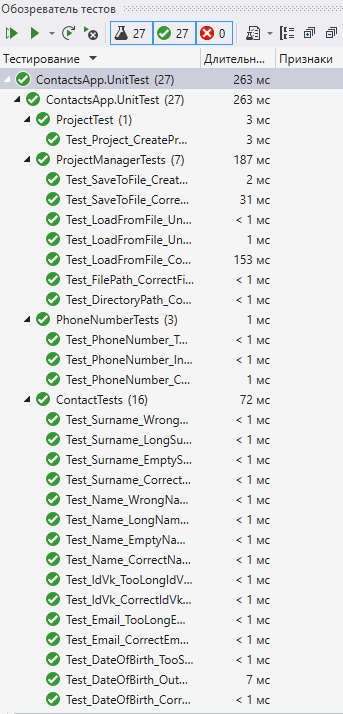 Обозреватель тестов
27 27 0
Тестирование Длительн... Признаки
ContactsApp.UnitTest (27) 263 мс
ContactsApp.UnitTest (27) 263 мс
ProjectTest (1) 3 мс
Test_Project_CreatePr... 3 мс
ProjectManagerTests (7) 187 мс
Test_SaveToFile_Creat... 2 мс
Test_SaveToFile_Corre... 31 мс
Test_LoadFromFile_Un... < 1 мс
Test_LoadFromFile_Un... 1 мс
Test_LoadFromFile_Co... 153 мс
Test_FilePath_CorrectFi... < 1 мс
Test_DirectoryPath_Co... < 1 мс
PhoneNumberTests (3) 1 мс
Test_PhoneNumber_T... < 1 мс
Test_PhoneNumber_In... < 1 мс
Test_PhoneNumber_C... 1 мс
ContactTests (16) 72 мс
Test_Surname_Wrong... < 1 мс
Test_Surname_LongSu... < 1 мс
Test_Surname_EmptyS... < 1 мс
Test_Surname_Correct... < 1 мс
Test_Name_WrongNa... < 1 мс
Test_Name_LongNam... < 1 мс
Test_Name_EmptyNa... < 1 мс
Test_Name_CorrectNa... < 1 мс
Test_IdVk_TooLongIdV... < 1 мс
Test_IdVk_CorrectIdVk... < 1 мс
Test_Email_TooLongE... < 1 мс
Test_Email_CorrectEm... < 1 мс
Test_DateOfBirth_TooS... < 1 мс
Test_DateOfBirth_Out... 7 мс
Test_DateOfBirth_Corr... < 1 мс